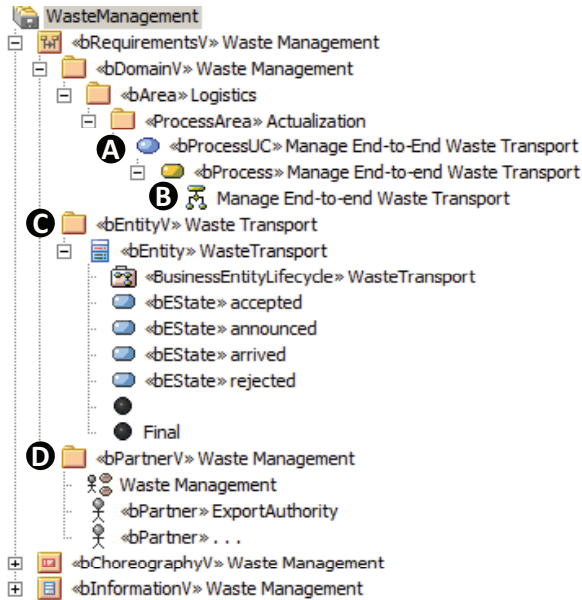 WasteManagement
«bRequirementsV» Waste Management
«bDomainV» Waste Management
«bArea» Logistics
«ProcessArea» Actualization
A «bProcessUC» Manage End-to-End Waste Transport
«bProcess» Manage End-to-end Waste Transport
B Manage End-to-end Waste Transport
C «bEntityV» Waste Transport
«bEntity» WasteTransport
«BusinessEntityLifecycle» WasteTransport
«bEState» accepted
«bEState» announced
«bEState» arrived
«bEState» rejected
Final
D «bPartnerV» Waste Management
Waste Management
«bPartner» ExportAuthority
«bPartner» . . .
«bChoreographyV» Waste Management
«bInformationV» Waste Management